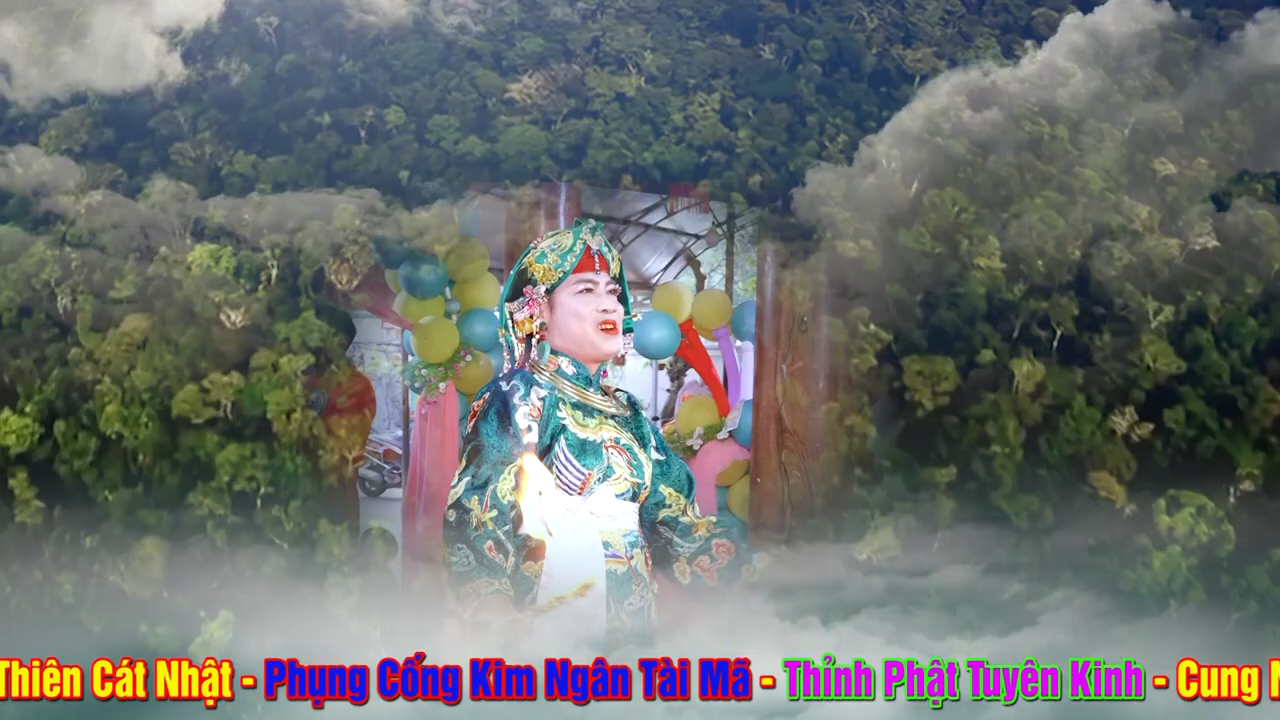 Thiên Cát Nhật - Phụng Cống Kim Ngân Tài Mã - Thỉnh Phật Tuyên Kinh - Cung